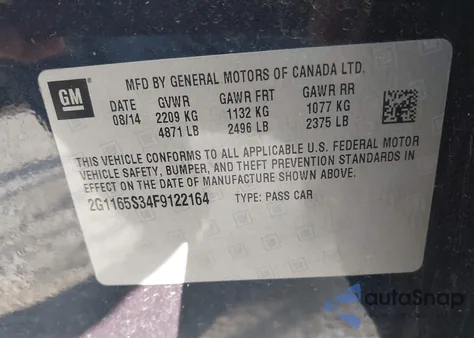 GM
MFD BY GENERAL MOTORS OF CANADA LTD.
DATE GVWR GAWR FRT GAWR RR
08/14 2209 KG 1132 KG 1077 KG
4871 LB 2496 LB 2375 LB
THIS VEHICLE CONFORMS TO ALL APPLICABLE U.S. FEDERAL MOTOR
VEHICLE SAFETY, BUMPER, AND THEFT PREVENTION STANDARDS IN
EFFECT ON THE DATE OF MANUFACTURE SHOWN ABOVE.
2G1165S34F9122164 TYPE: PASS CAR
autoSnap